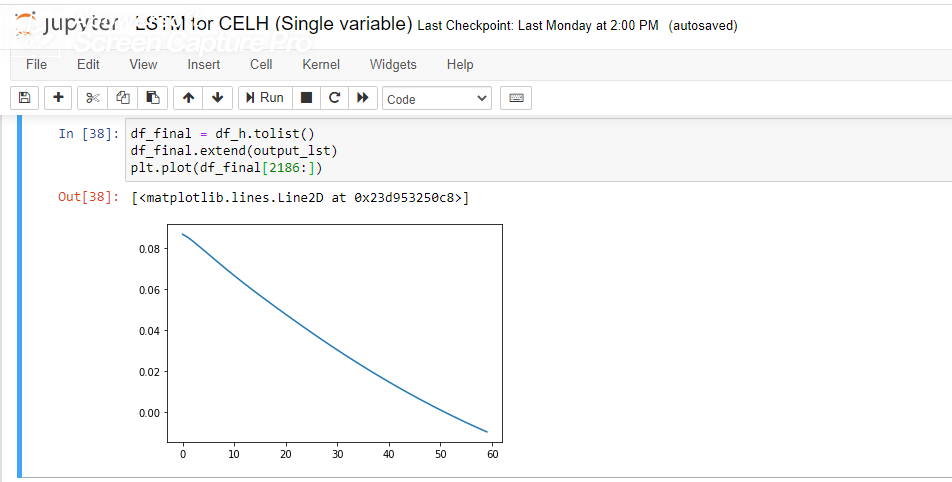 jupyter LSTM for CELH (Single variable) Last Checkpoint: Last Monday at 2:00 PM (autosaved)
Screen Capture Pro
File Edit View Insert Cell Kernel Widgets Help
Run Code
In [38]: df_final = df_h.tolist()
df_final.extend(output_lst)
plt.plot(df_final[2186:])
Out[38]: [<matplotlib.lines.Line2D at 0x23d953250c8>]
0.08
0.06
0.04
0.02
0.00
0 10 20 30 40 50 60